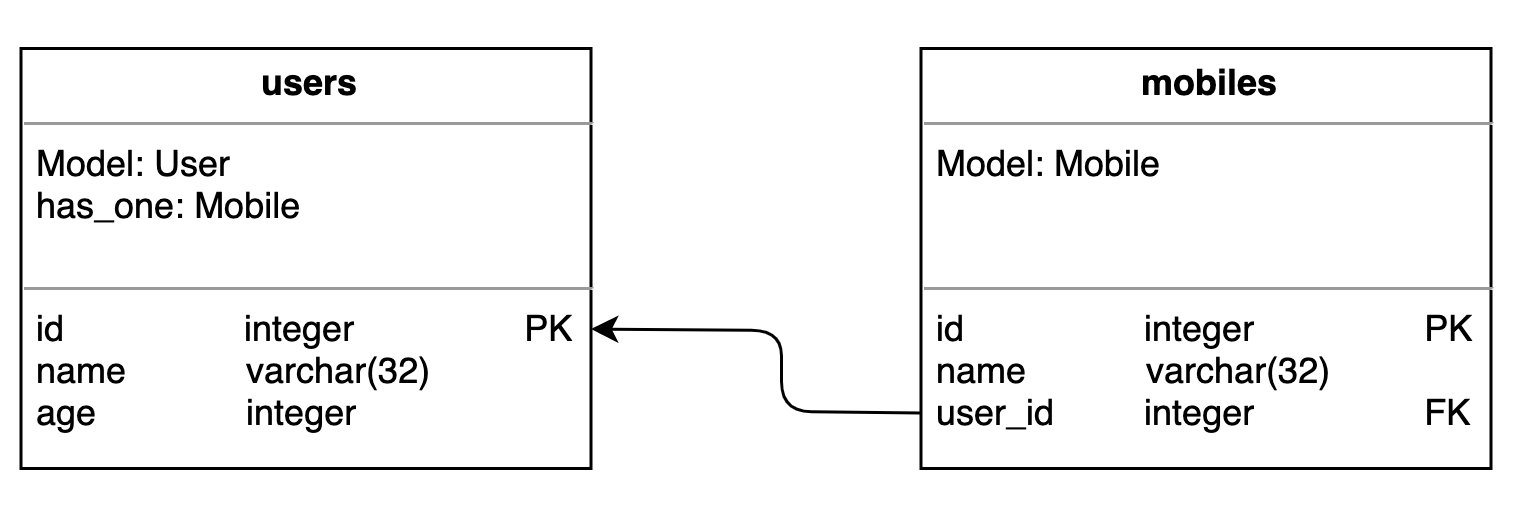 users
Model: User
has_one: Mobile
id integer PK
name varchar(32)
age integer
mobiles
Model: Mobile
id integer PK
name varchar(32)
user_id integer FK